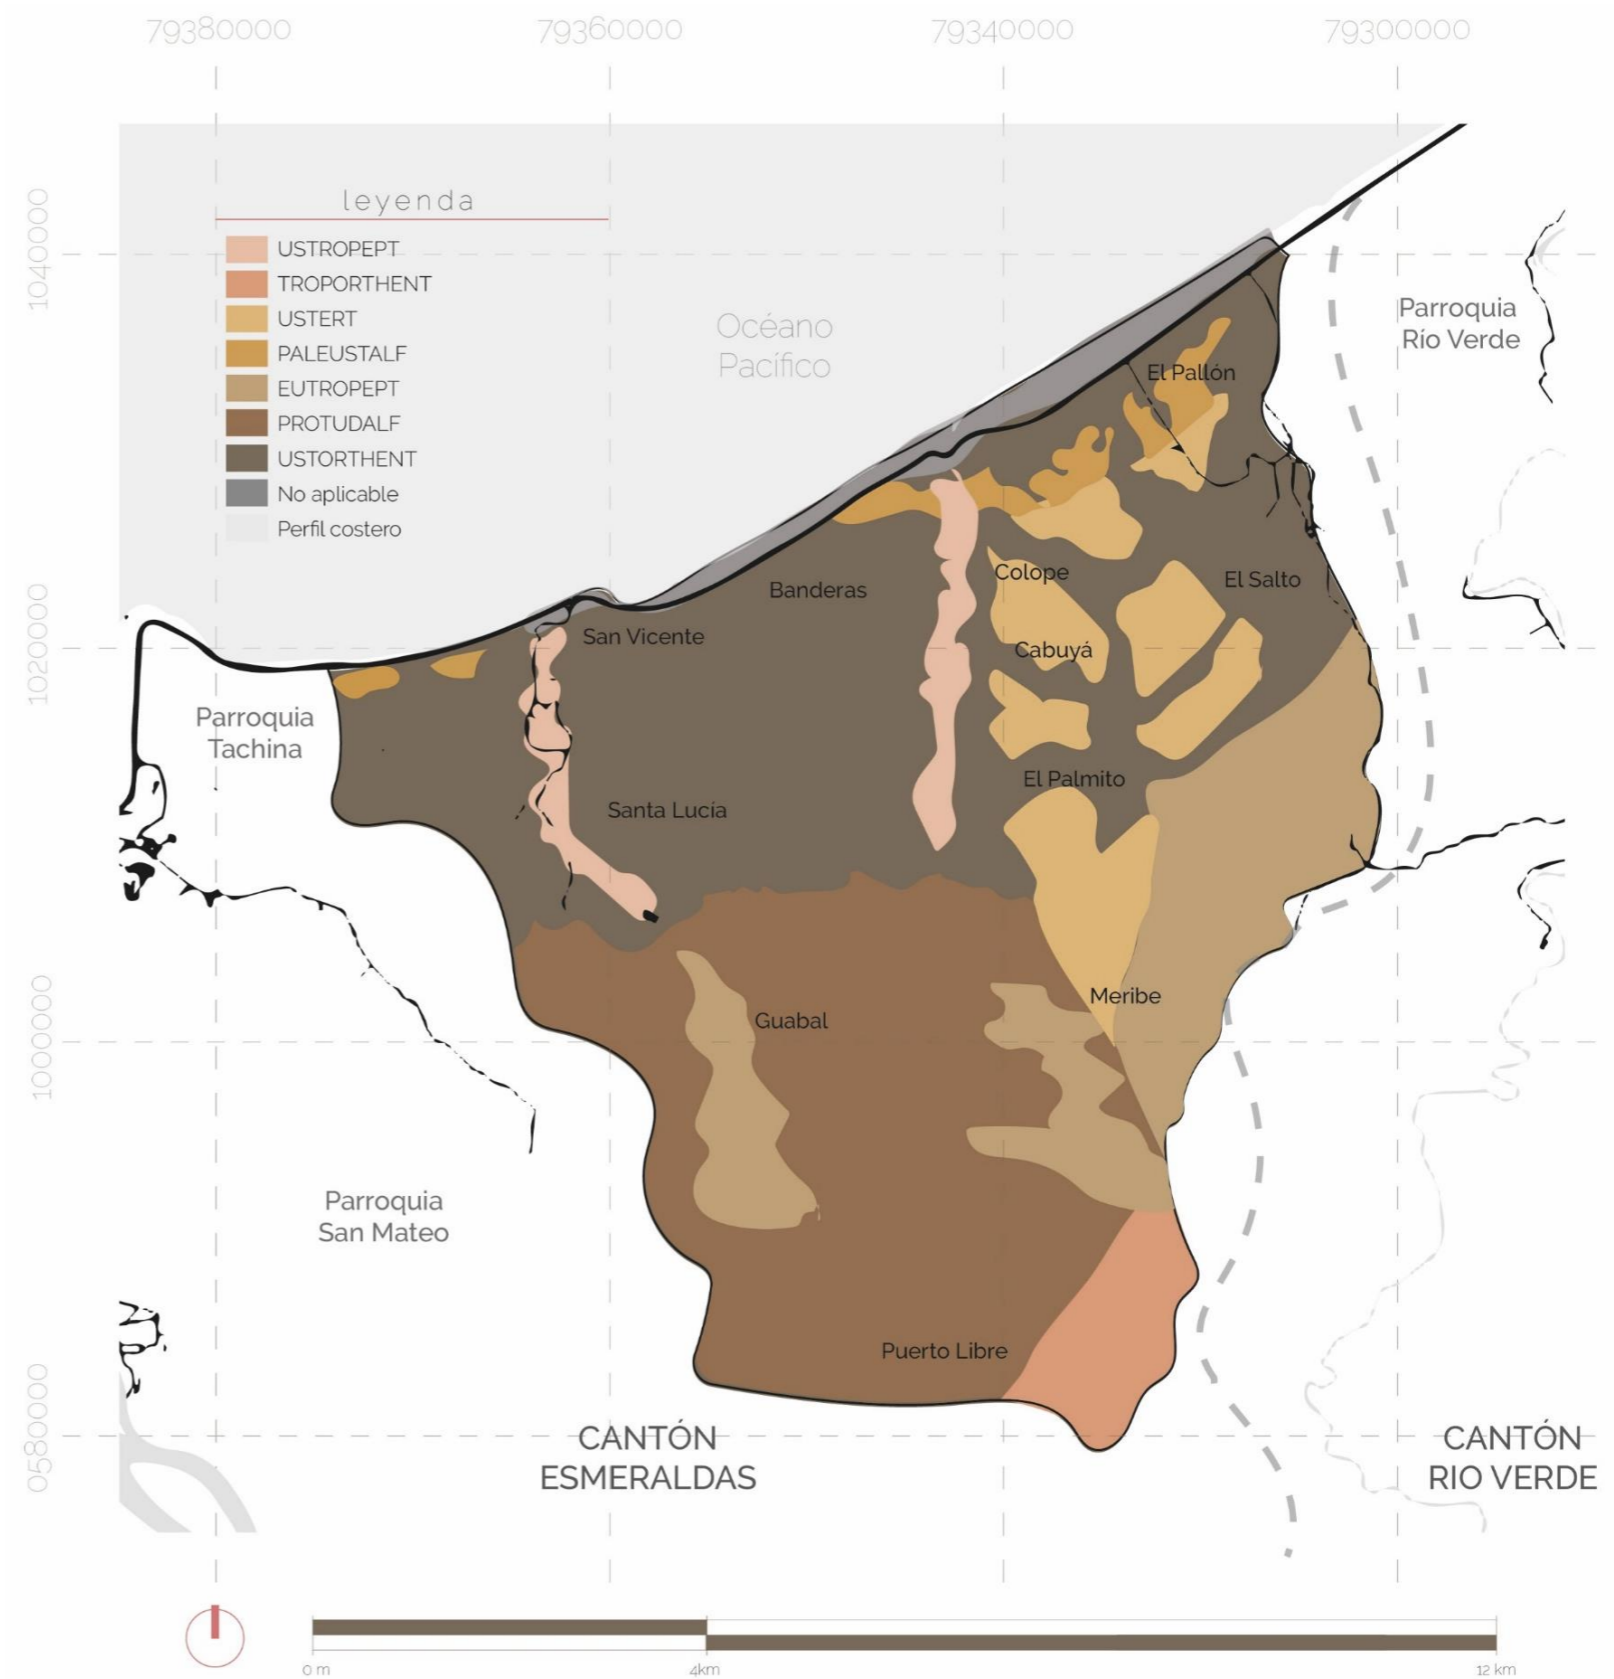 79380000 79360000 79340000 79300000
leyenda
USTROPEPT
TROPORTHENT
USTERT
PALEUSTALF
EUTROPEPT
PROTUDALF
USTORTHENT
No aplicable
Perfil costero
1040000
1020000
1000000
0580000
Océano
Pacífico
Parroquia
Río Verde
El Pallón
Banderas
Colope
El Salto
San Vicente
Cabuyá
Parroquia
Tachina
El Palmito
Santa Lucía
Meribe
Guabal
Parroquia
San Mateo
Puerto Libre
CANTÓN
ESMERALDAS
CANTÓN
RIO VERDE
0 m 4km 12 km